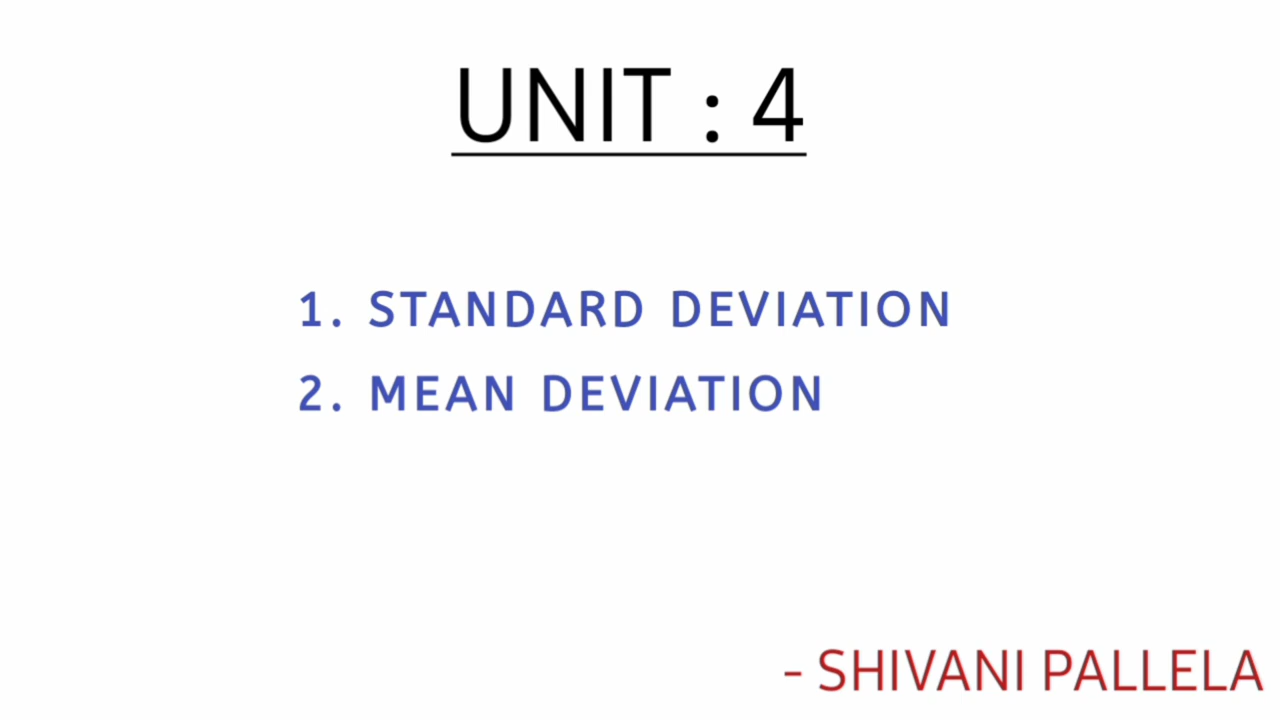 UNIT : 4
1. STANDARD DEVIATION
2. MEAN DEVIATION
- SHIVANI PALLELA